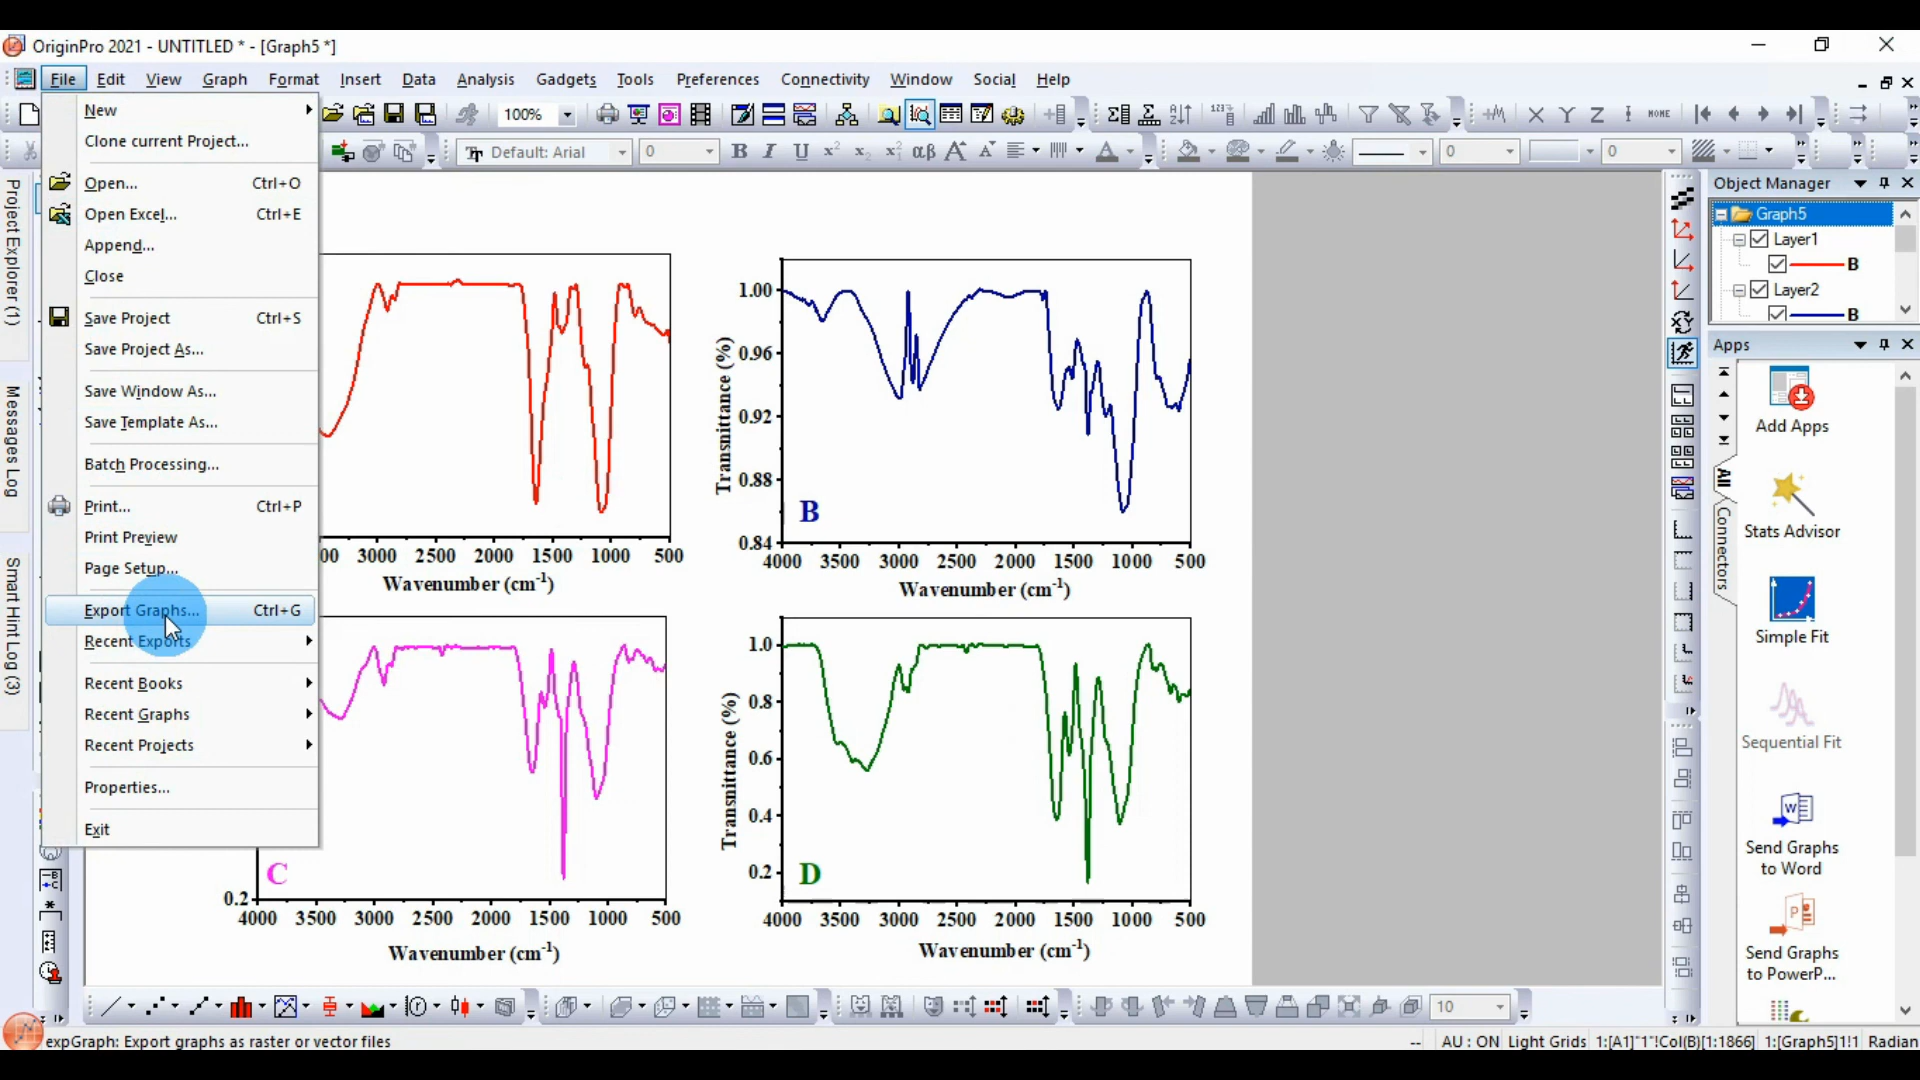 OriginPro 2021 - UNTITLED * - [Graph5 *]
File Edit View Graph Format Insert Data Analysis Gadgets Tools Preferences Connectivity Window Social Help
100%
Default: Arial 0 B I U αβ A A A 0 0
X Y Z HOME
New
Clone current Project...
Open... Ctrl+O
Open Excel... Ctrl+E
Append...
Close
Save Project Ctrl+S
Save Project As...
Save Window As...
Save Template As...
Batch Processing...
Print... Ctrl+P
Print Preview
Page Setup...
Export Graphs... Ctrl+G
Recent Exports
Recent Books
Recent Graphs
Recent Projects
Properties...
Exit
Project Explorer (1)
Messages Log
Smart Hint Log (3)
00 3000 2500 2000 1500 1000 500
Wavenumber (cm-1)
1.00
0.96
0.92
0.88
0.84
Transnittance (%)
B
4000 3500 3000 2500 2000 1500 1000 500
Wavenumber (cm-1)
C
0.2
4000 3500 3000 2500 2000 1500 1000 500
Wavenumber (cm-1)
1.0
0.8
0.6
0.4
0.2
Transnittance (%)
D
4000 3500 3000 2500 2000 1500 1000 500
Wavenumber (cm-1)
Object Manager
Graph5
Layer1
B
Layer2
B
Apps
All
Connectors
Add Apps
Stats Advisor
Simple Fit
Sequential Fit
Send Graphs
to Word
Send Graphs
to PowerP...
10
expGraph: Export graphs as raster or vector files
-- AU : ON Light Grids 1:[A1]"1"!Col(B)[1:1866] 1:[Graph5]1!1 Radian